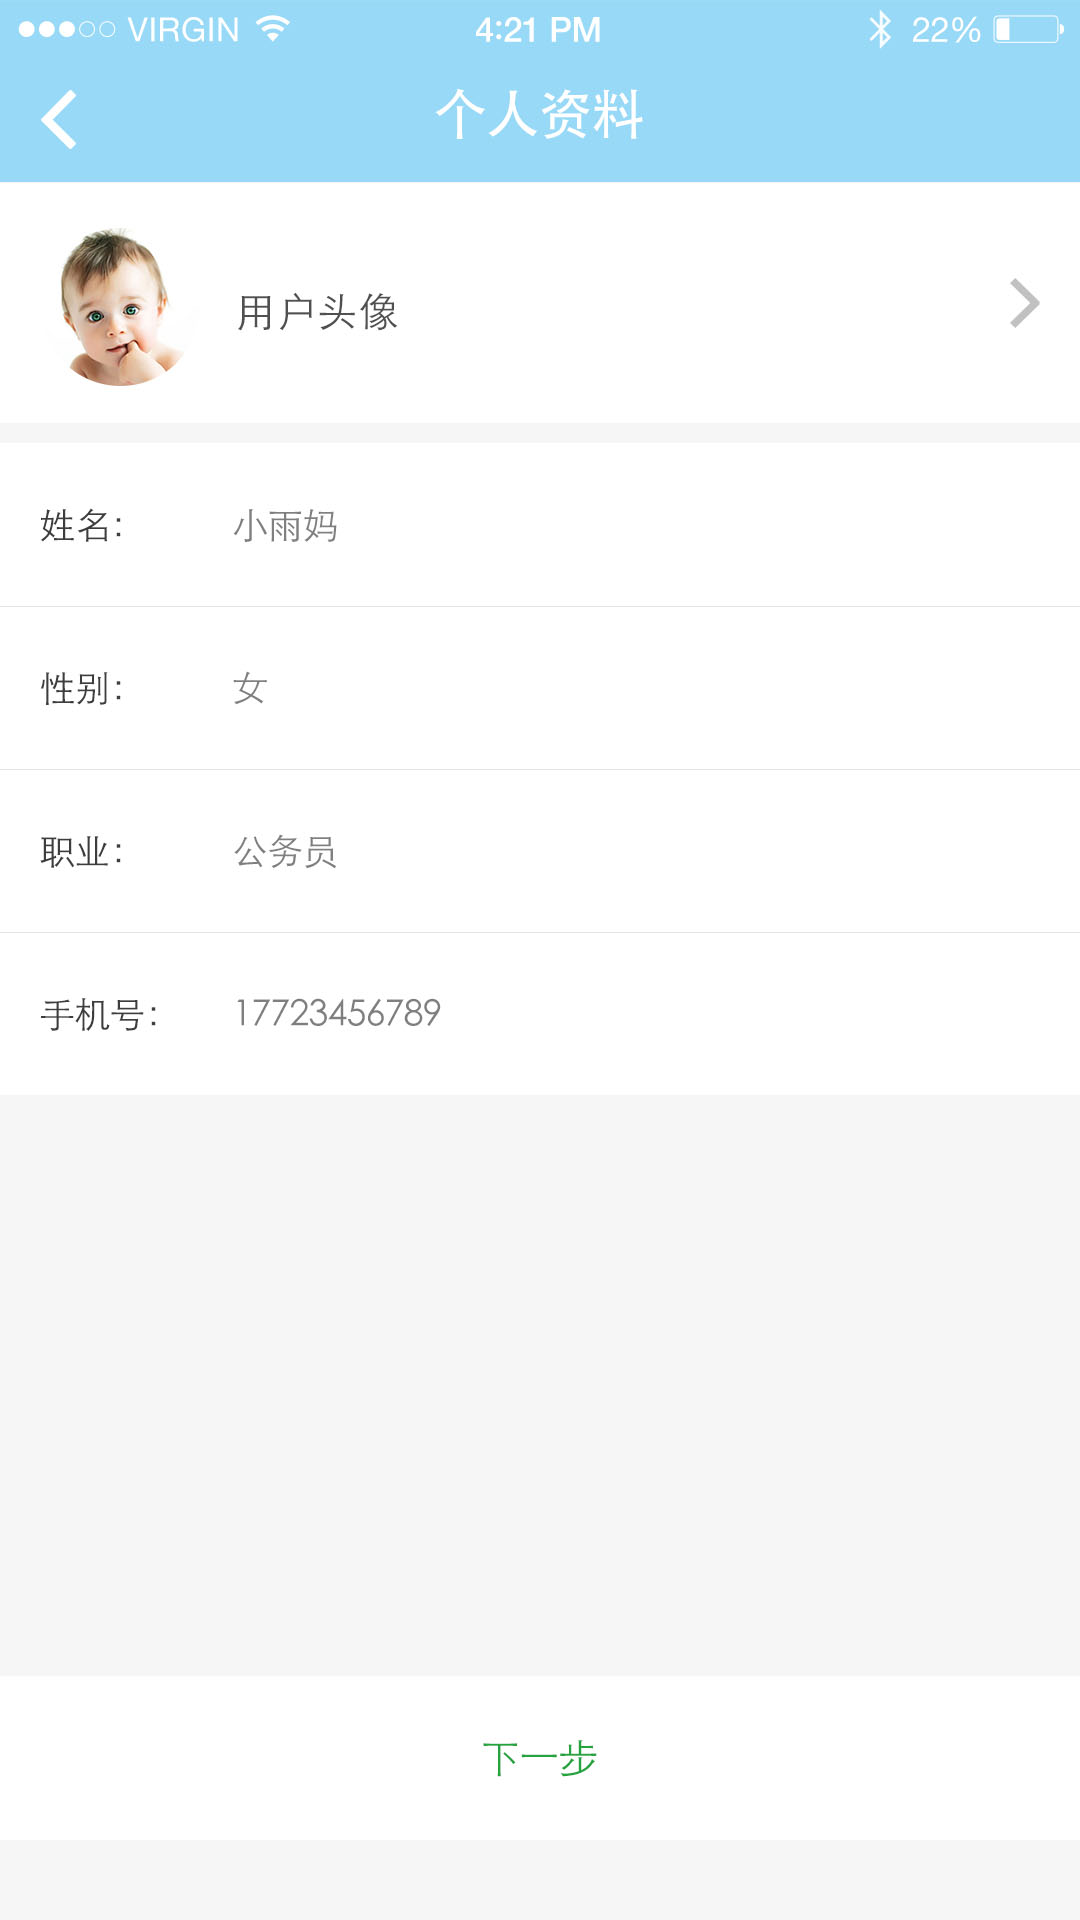 VIRGIN 4:21 PM 22%
个人资料
用户头像
姓名： 小雨妈
性别： 女
职业： 公务员
手机号： 17723456789
下一步